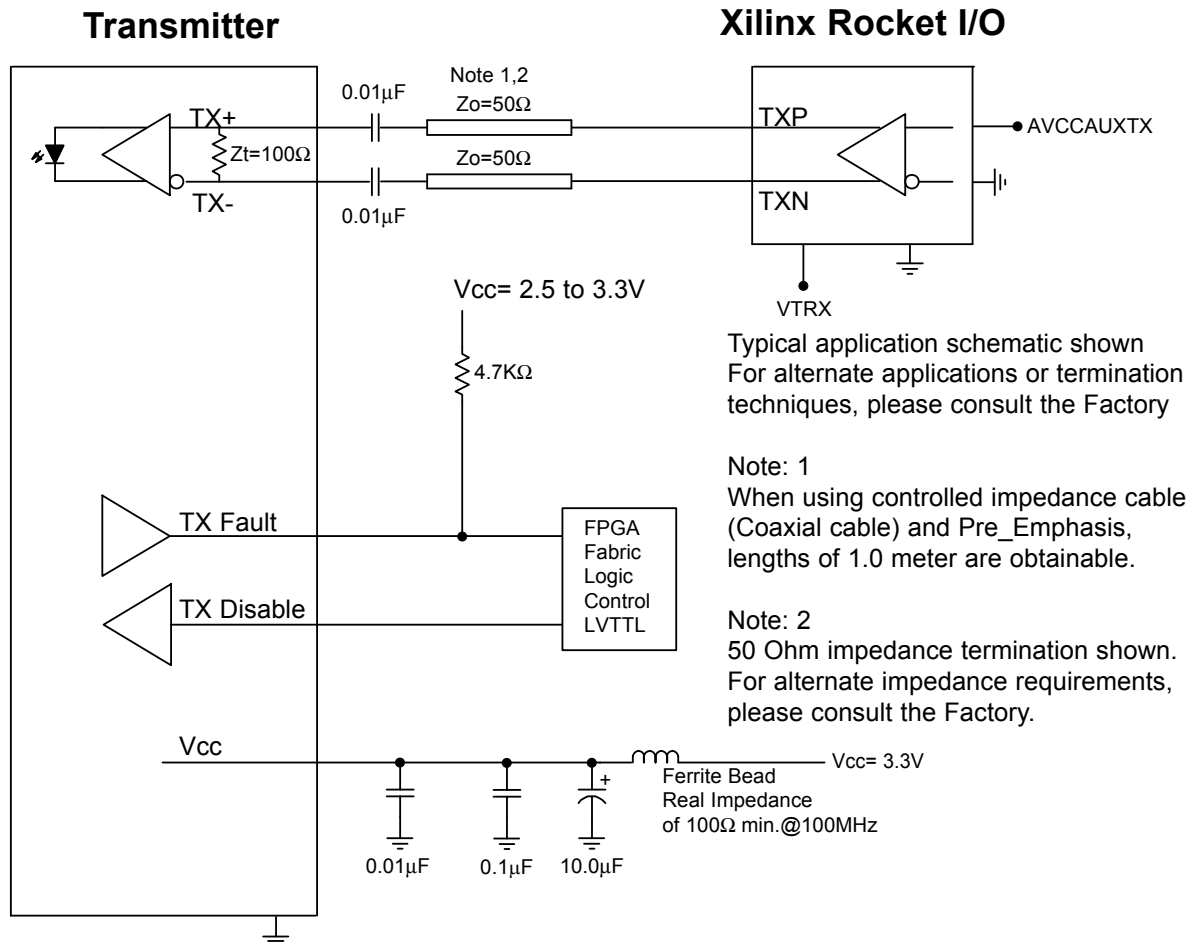 Transmitter
Xilinx Rocket I/O
Note 1,2
0.01μF
Zo=50Ω
TX+
TXP
AVCCAUXTX
Zt=100Ω
Zo=50Ω
TX-
TXN
0.01μF
VTRX
Vcc= 2.5 to 3.3V
4.7KΩ
Typical application schematic shown
For alternate applications or termination
techniques, please consult the Factory
Note: 1
When using controlled impedance cable
(Coaxial cable) and Pre_Emphasis,
lengths of 1.0 meter are obtainable.
Note: 2
50 Ohm impedance termination shown.
For alternate impedance requirements,
please consult the Factory.
TX Fault
TX Disable
FPGA
Fabric
Logic
Control
LVTTL
Vcc
Vcc= 3.3V
+
Ferrite Bead
Real Impedance
of 100Ω min.@100MHz
0.01μF
0.1μF
10.0μF